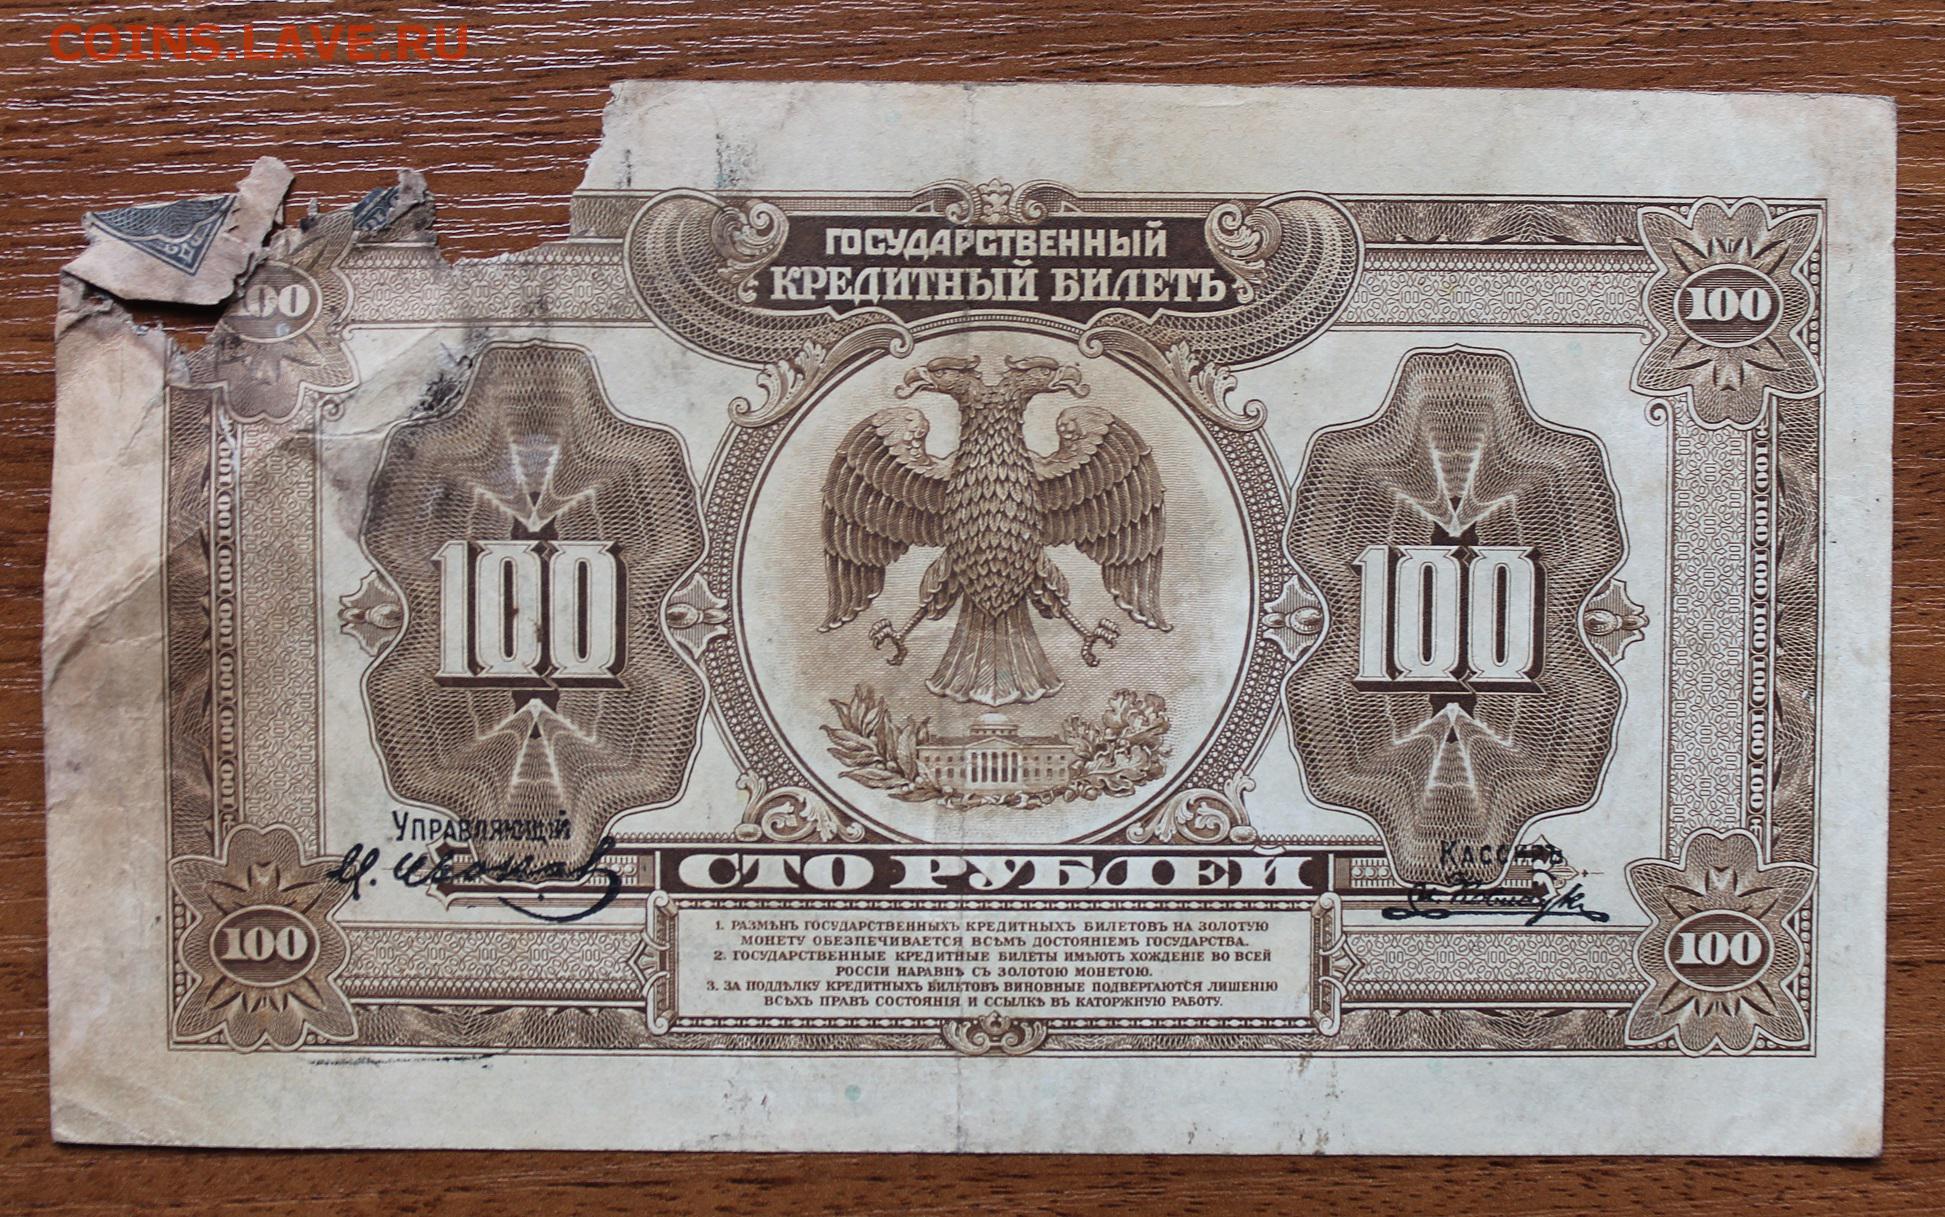 COINS.LAVE.RU
ГОСУДАРСТВЕННЫЙ
КРЕДИТНЫЙ БИЛЕТЪ
100
100
100
100
УПРАВЛЯЮЩІЙ
КАССИРЪ
СТО РУБЛЕЙ
100
100
1. РАЗМѢНЪ ГОСУДАРСТВЕННЫХЪ КРЕДИТНЫХЪ БИЛЕТОВЪ НА ЗОЛОТУЮ
МОНЕТУ ОБЕЗПЕЧИВАЕТСЯ ВСѢМЪ ДОСТОЯНІЕМЪ ГОСУДАРСТВА.
2. ГОСУДАРСТВЕННЫЕ КРЕДИТНЫЕ БИЛЕТЫ ИМѢЮТЪ ХОЖДЕНІЕ ВО ВСЕЙ
РОССІИ НАРАВНѢ СЪ ЗОЛОТОЮ МОНЕТОЮ.
3. ЗА ПОДДѢЛКУ КРЕДИТНЫХЪ БИЛЕТОВЪ ВИНОВНЫЕ ПОДВЕРГАЮТСЯ ЛИШЕНІЮ
ВСѢХЪ ПРАВЪ СОСТОЯНІЯ И ССЫЛКѢ ВЪ КАТОРЖНУЮ РАБОТУ.